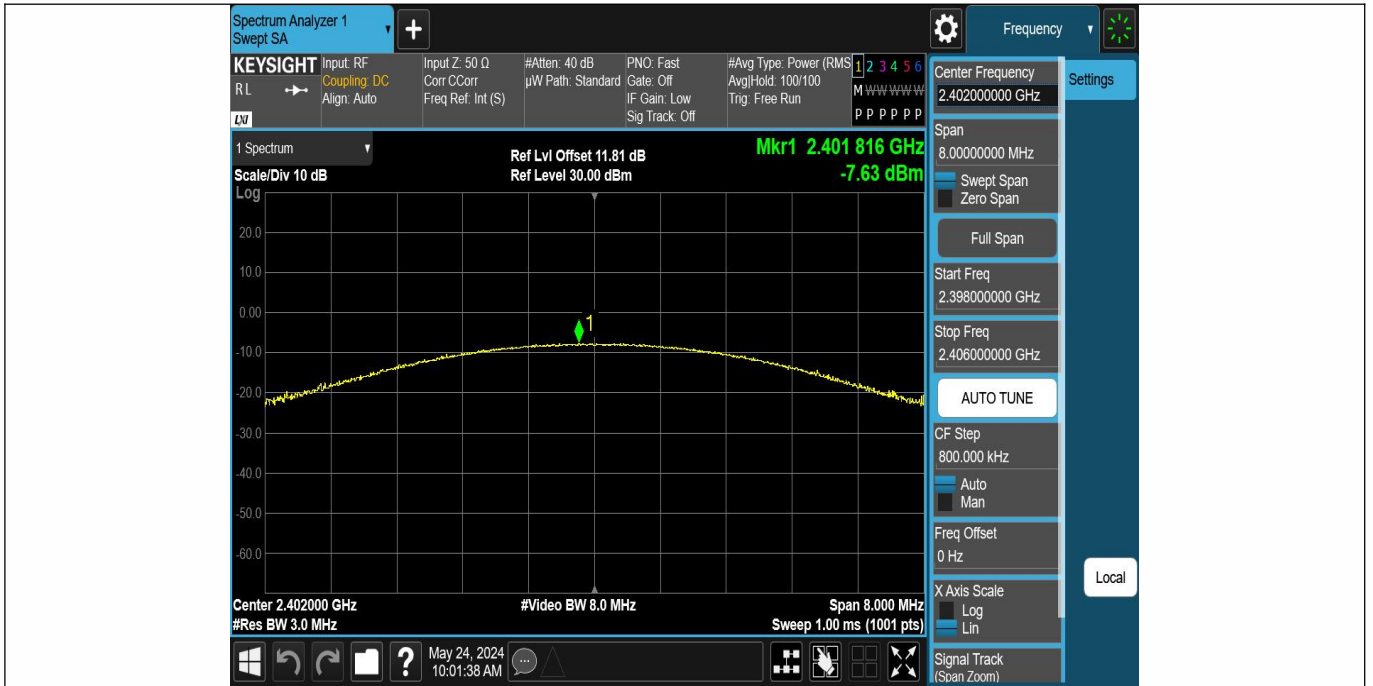 Spectrum Analyzer 1
Swept SA
+
Frequency
KEYSIGHT
RL
LXI
Input: RF
Coupling: DC
Align: Auto
Input Z: 50 Ω
Corr CCorr
Freq Ref: Int (S)
#Atten: 40 dB
µW Path: Standard
PNO: Fast
Gate: Off
IF Gain: Low
Sig Track: Off
#Avg Type: Power (RMS
Avg|Hold: 100/100
Trig: Free Run
1 2 3 4 5 6
M W W W W W
P P P P P P
1 Spectrum
Scale/Div 10 dB
Log
Ref Lvl Offset 11.81 dB
Ref Level 30.00 dBm
Mkr1 2.401 816 GHz
-7.63 dBm
20.0
10.0
0.00
-10.0
-20.0
-30.0
-40.0
-50.0
-60.0
1
Center 2.402000 GHz
#Res BW 3.0 MHz
#Video BW 8.0 MHz
Span 8.000 MHz
Sweep 1.00 ms (1001 pts)
Center Frequency
2.402000000 GHz
Settings
Span
8.00000000 MHz
Swept Span
Zero Span
Full Span
Start Freq
2.398000000 GHz
Stop Freq
2.406000000 GHz
AUTO TUNE
CF Step
800.000 kHz
Auto
Man
Freq Offset
0 Hz
X Axis Scale
Log
Lin
Signal Track
(Span Zoom)
Local
?
May 24, 2024
10:01:38 AM